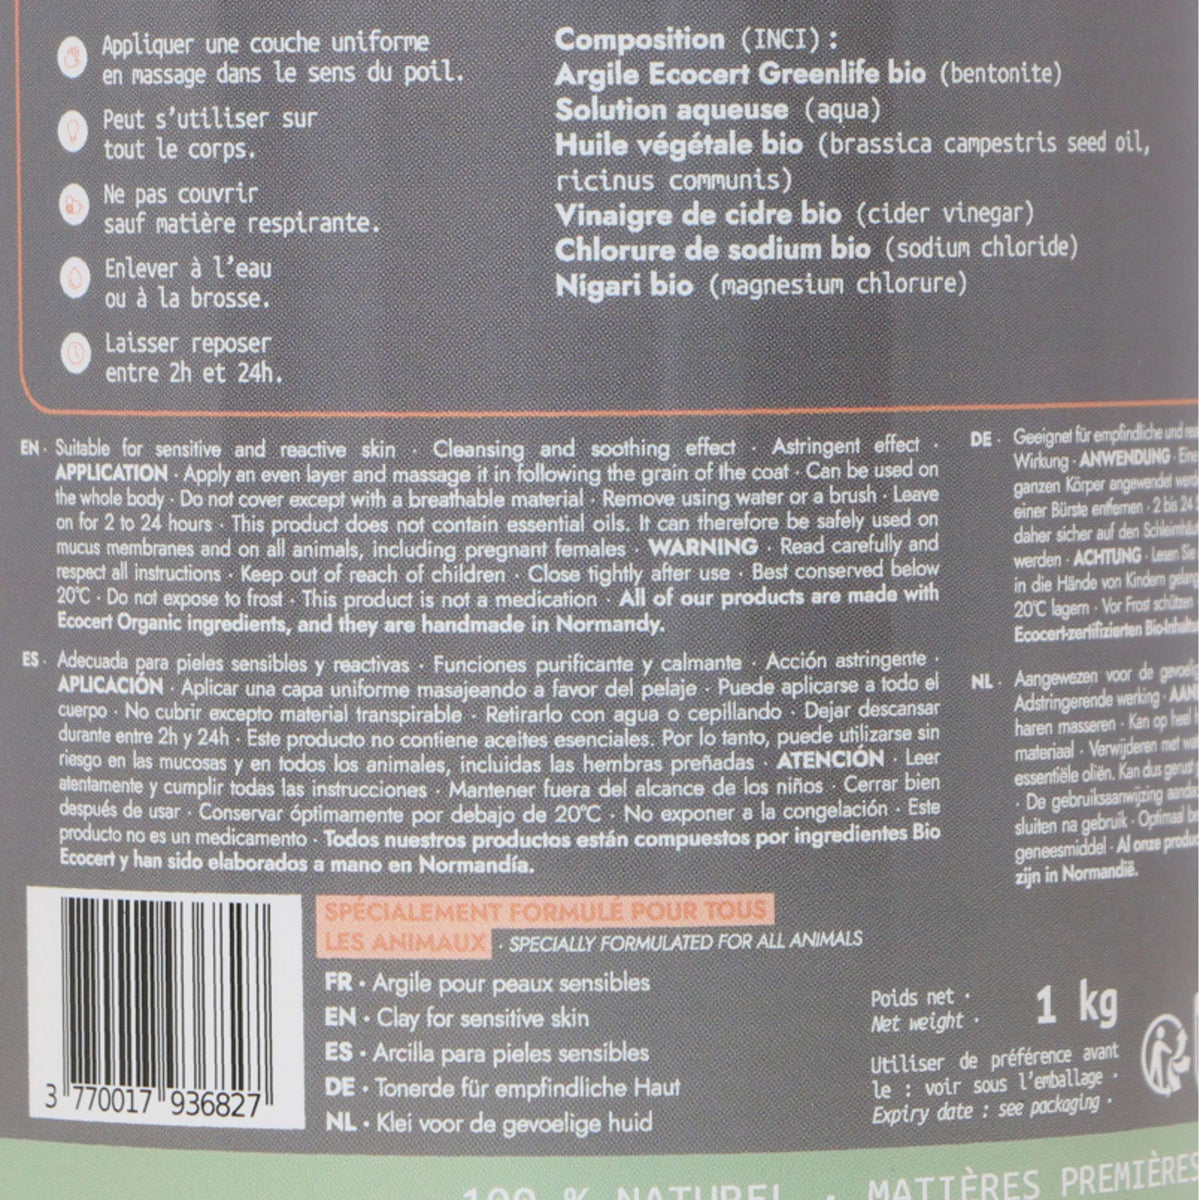 Appliquer une couche uniforme
en massage dans le sens du poil.
Peut s'utiliser sur
tout le corps.
Ne pas couvrir
sauf matière respirante.
Enlever à l'eau
ou à la brosse.
Laisser reposer
entre 2h et 24h.
Composition (INCI) :
Argile Ecocert Greenlife bio (bentonite)
Solution aqueuse (aqua)
Huile végétale bio (brassica campestris seed oil,
ricinus communis)
Vinaigre de cidre bio (cider vinegar)
Chlorure de sodium bio (sodium chloride)
Nigari bio (magnesium chlorure)
EN · Suitable for sensitive and reactive skin · Cleansing and soothing effect · Astringent effect ·
APPLICATION · Apply an even layer and massage it in following the grain of the coat · Can be used on
the whole body · Do not cover except with a breathable material · Remove using water or a brush · Leave
on for 2 to 24 hours · This product does not contain essential oils. It can therefore be safely used on
mucus membranes and on all animals, including pregnant females · WARNING · Read carefully and
respect all instructions · Keep out of reach of children · Close tightly after use · Best conserved below
20°C · Do not expose to frost · This product is not a medication · All of our products are made with
Ecocert Organic ingredients, and they are handmade in Normandy.
ES · Adecuada para pieles sensibles y reactivas · Funciones purificante y calmante · Acción astringente ·
APLICACIÓN · Aplicar una capa uniforme masajeando a favor del pelaje · Puede aplicarse a todo el
cuerpo · No cubrir excepto material transpirable · Retirarlo con agua o cepillando · Dejar descansar
durante entre 2h y 24h · Este producto no contiene aceites esenciales. Por lo tanto, puede utilizarse sin
riesgo en las mucosas y en todos los animales, incluidas las hembras preñadas · ATENCIÓN · Leer
atentamente y cumplir todas las instrucciones · Mantener fuera del alcance de los niños · Cerrar bien
después de usar · Conservar óptimamente por debajo de 20°C · No exponer a la congelación · Este
producto no es un medicamento · Todos nuestros productos están compuestos por ingredientes Bio
Ecocert y han sido elaborados a mano en Normandía.
DE · Geeignet für empfindliche und
Wirkung · ANWENDUNG ·
ganzen Körper angewendet
einer Bürste entfernen · 2 bis 24
daher sicher auf den
werden · ACHTUNG · Lesen Sie
in die Hände von Kindern
20°C lagern · Vor Frost schützen
Ecocert-zertifizierten
NL · Aangewezen voor de
Adstringerende werking ·
haren masseren · Kan op heel
materiaal · Verwijderen met
essentiële oliën. Kan dus
· De gebruiksaanwijzing
sluiten na gebruik · Optimaal
geneesmiddel · Al onze
zijn in Normandië.
3 770017 936827
SPÉCIALEMENT FORMULÉ POUR TOUS
LES ANIMAUX · SPECIALLY FORMULATED FOR ALL ANIMALS
FR · Argile pour peaux sensibles
EN · Clay for sensitive skin
ES · Arcilla para pieles sensibles
DE · Tonerde für empfindliche Haut
NL · Klei voor de gevoelige huid
Poids net ·
Net weight ·
1 kg
Utiliser de préférence avant
le : voir sous l'emballage ·
Expiry date : see packaging ·
100 % NATUREL · MATIÈRES PREMIÈRES